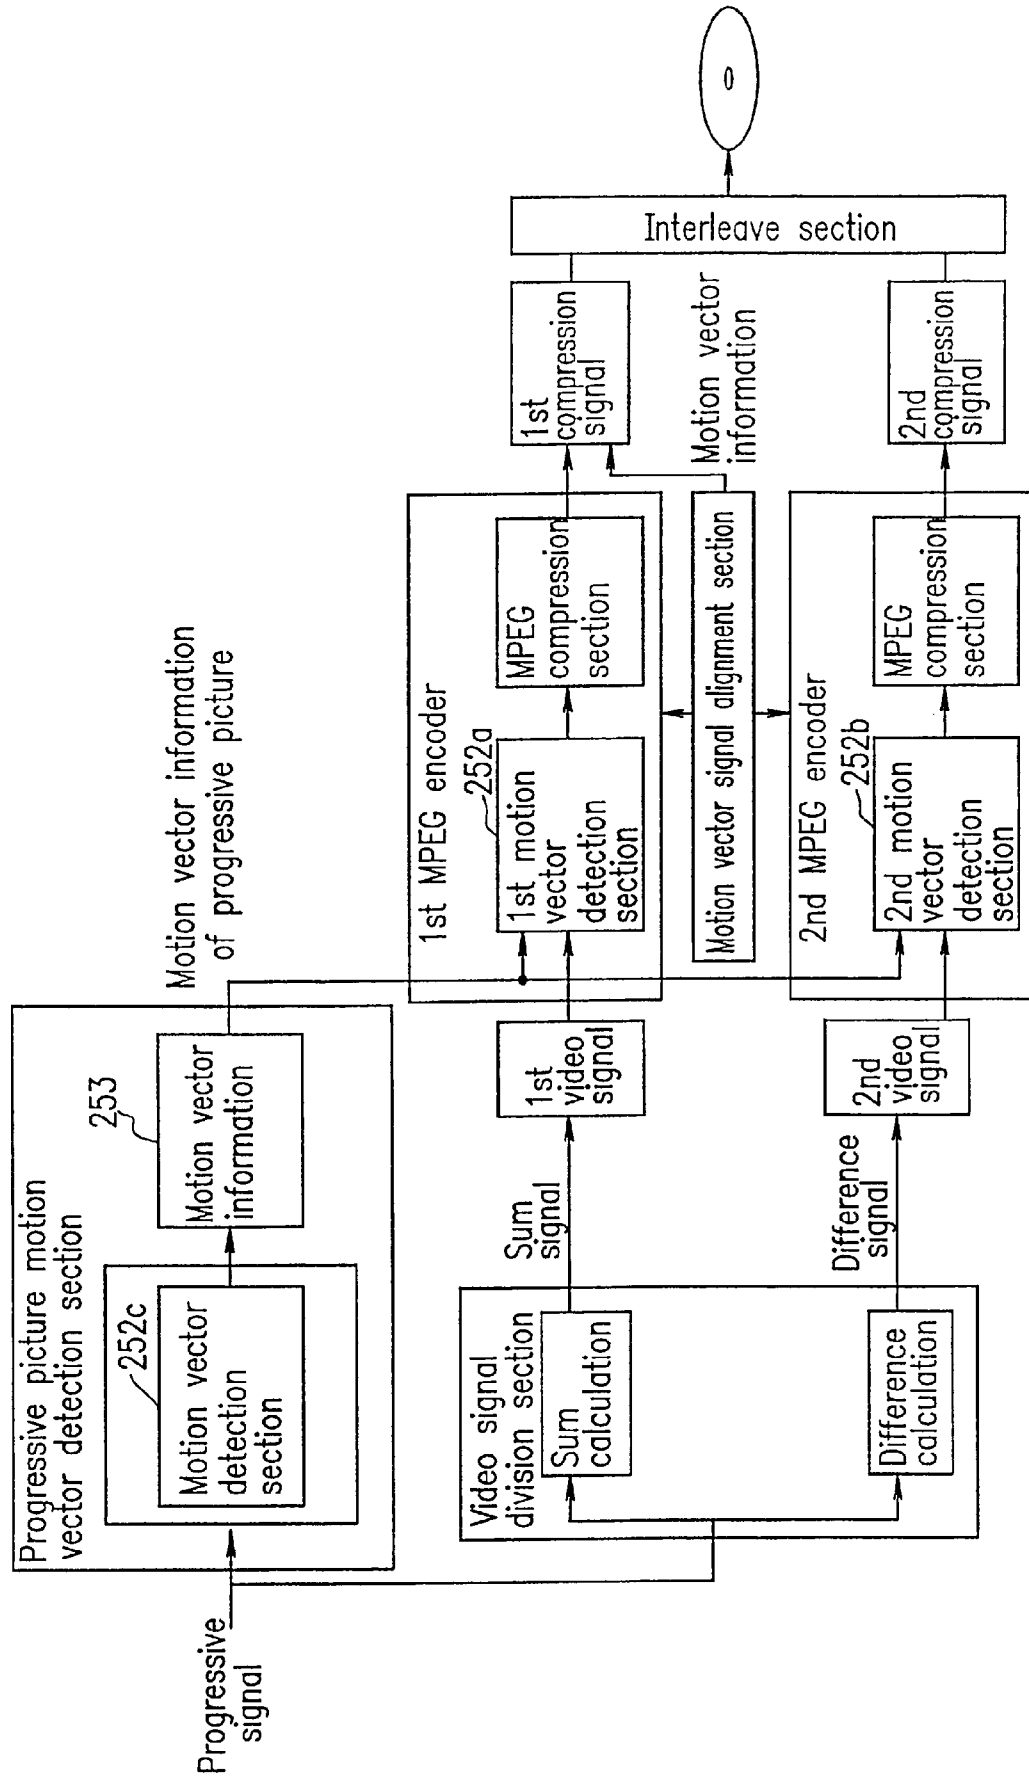 Progressive
signal
Progressive picture motion
vector detection section
252c
Motion vector
detection
section
253
Motion vector
information
Motion vector information
of progressive picture
Video signal
division section
Sum
calculation
Difference
calculation
Sum
signal
Difference
signal
1st
video
signal
2nd
video
signal
1st MPEG encoder
252a
1st motion
vector
detection
section
MPEG
compression
section
Motion vector signal alignment section
Motion vector
information
2nd MPEG encoder
252b
2nd motion
vector
detection
section
MPEG
compression
section
1st
compression
signal
2nd
compression
signal
Interleave section